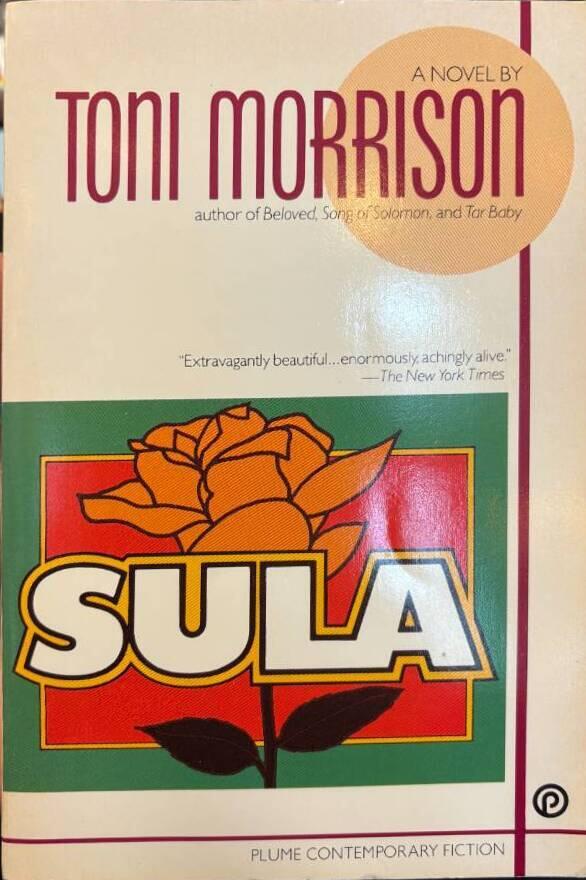 A NOVEL BY
TONI MORRISON
author of Beloved, Song of Solomon, and Tar Baby
"Extravagantly beautiful...enormously, achingly alive."
—The New York Times
SULA
P
PLUME CONTEMPORARY FICTION